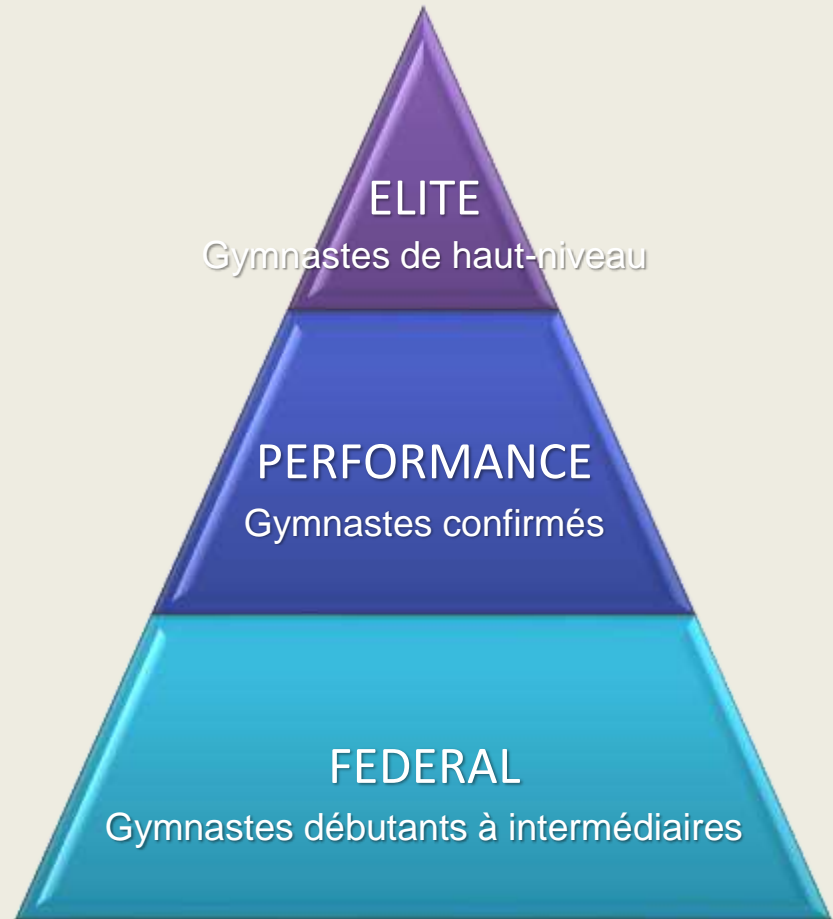 ELITE
Gymnastes de haut-niveau
PERFORMANCE
Gymnastes confirmés
FEDERAL
Gymnastes débutants à intermédiaires